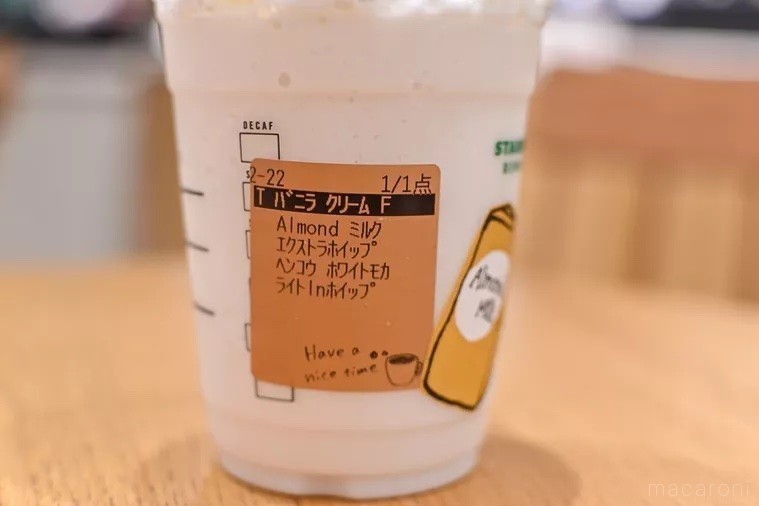 DECAF
2-22 1/1点
T バニラ クリーム F
Almond ミルク
エクストラホイップ
ヘンコウ ホワイトモカ
ライトInホイップ
Have a
nice time
Almond
Milk
macaroni